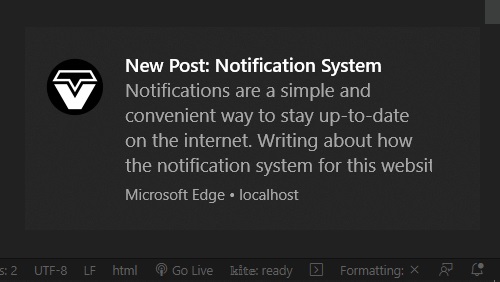 New Post: Notification System
Notifications are a simple and
convenient way to stay up-to-date
on the internet. Writing about how
the notification system for this websit
Microsoft Edge • localhost
s: 2 UTF-8 LF html Go Live kite: ready Formatting: ×